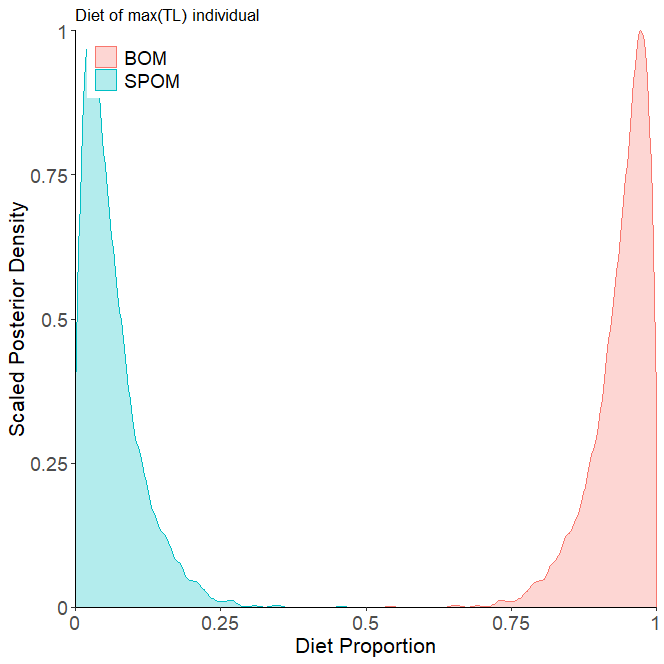 Diet of max(TL) individual
1
BOM
SPOM
0.75
Scaled Posterior Density
0.5
0.25
0
0 0.25 0.5 0.75 1
Diet Proportion